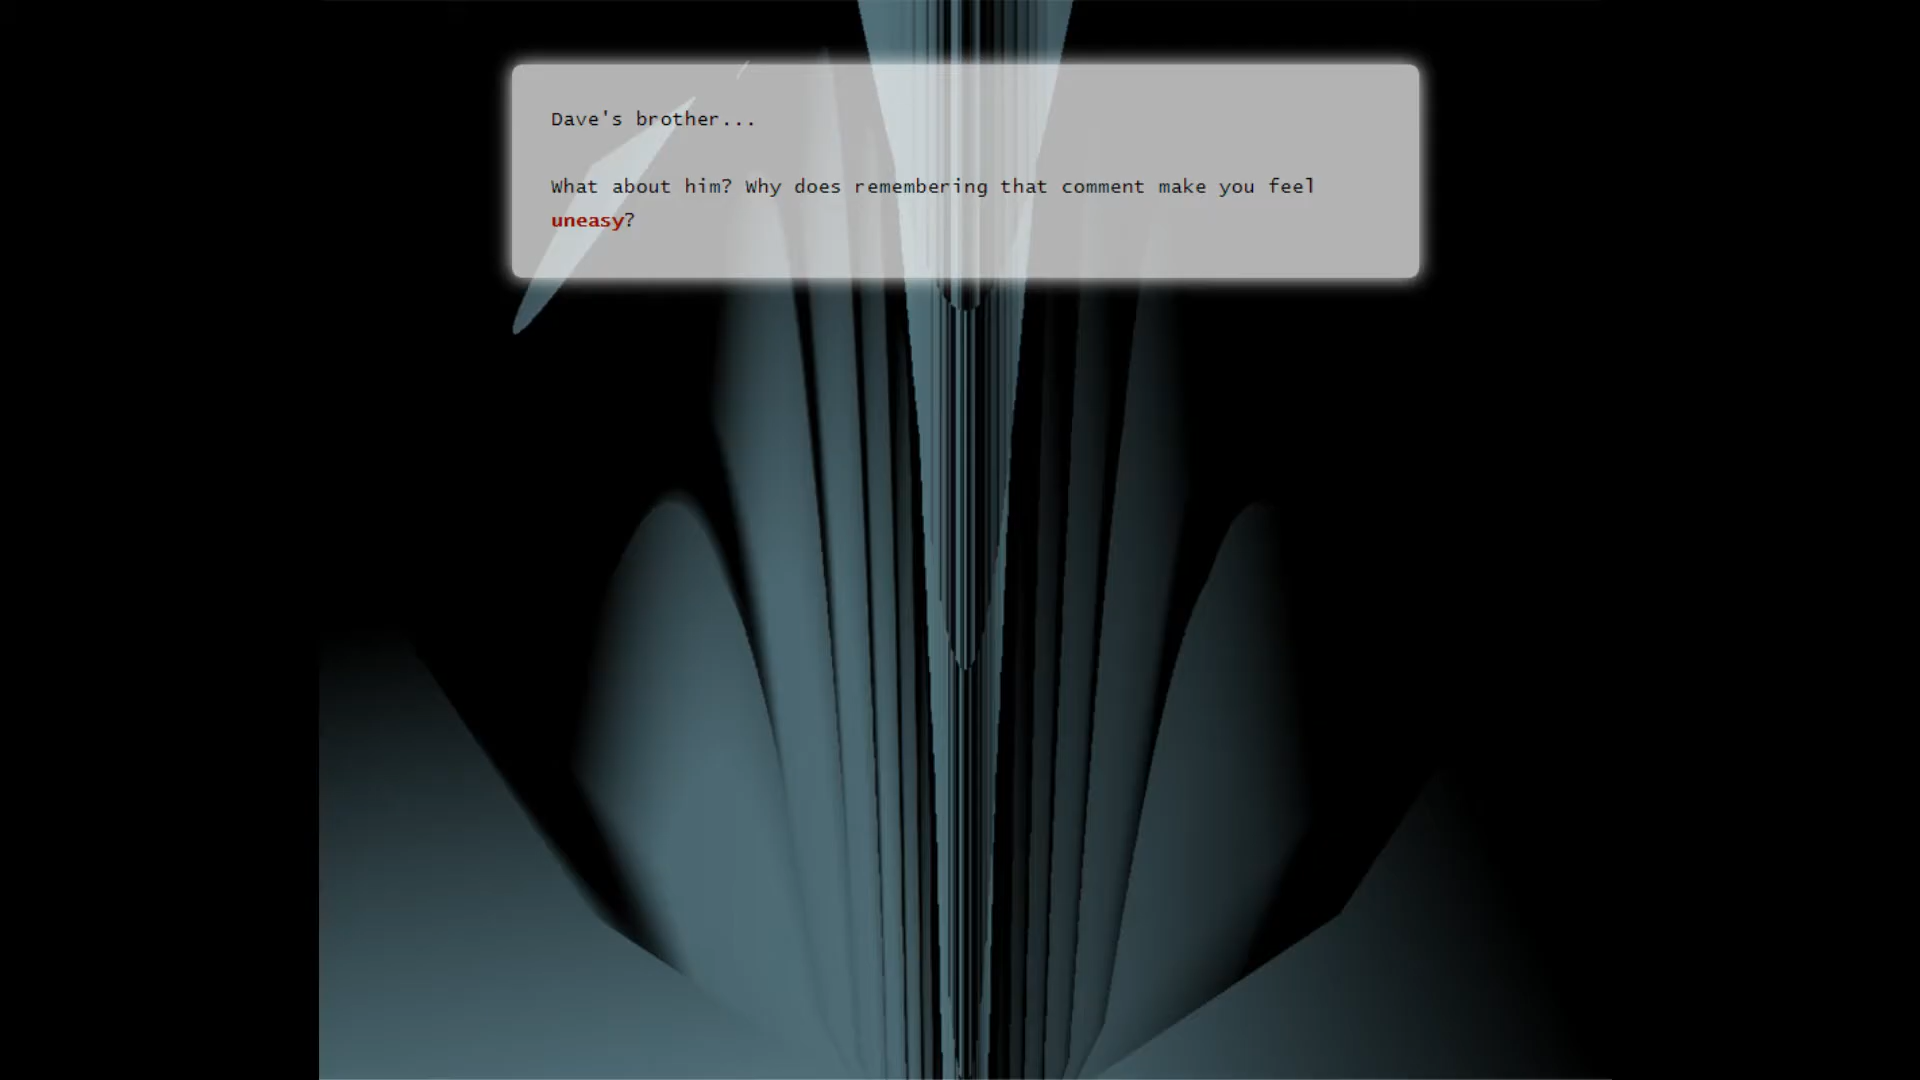 Dave's brother...
What about him? Why does remembering that comment make you feel
uneasy?